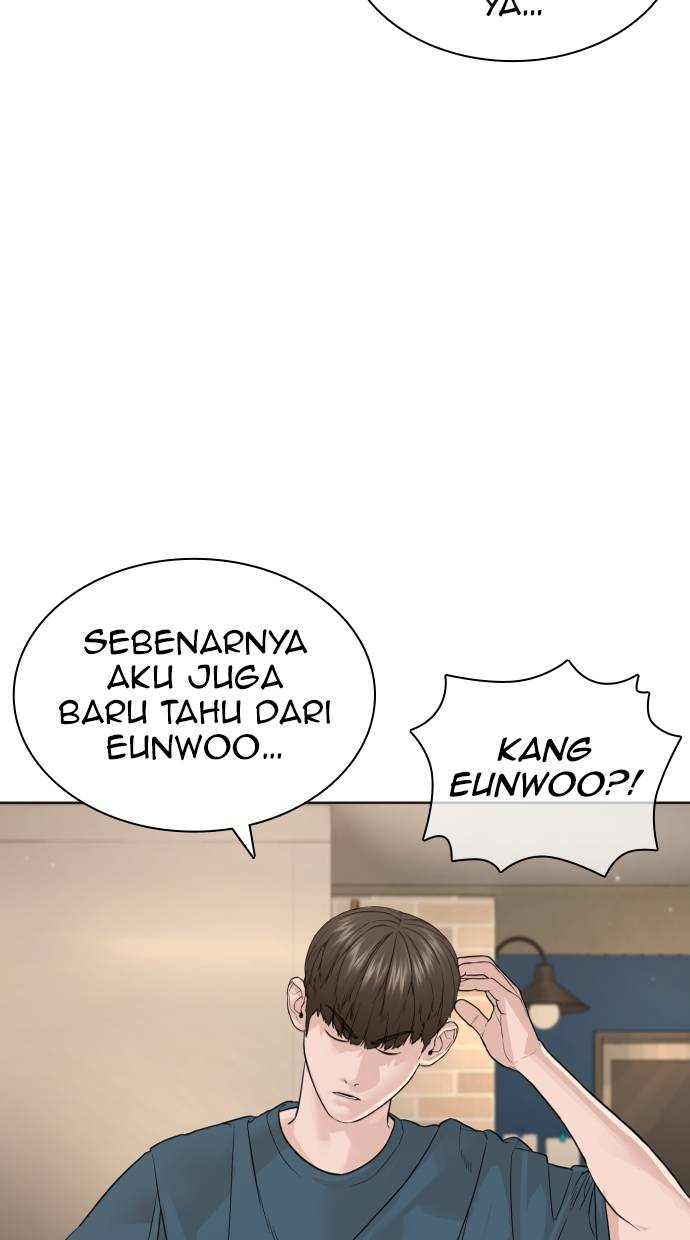 YA...
SEBENARNYA
AKU JUGA
BARU TAHU DARI
EUNWOO...
KANG
EUNWOO?!